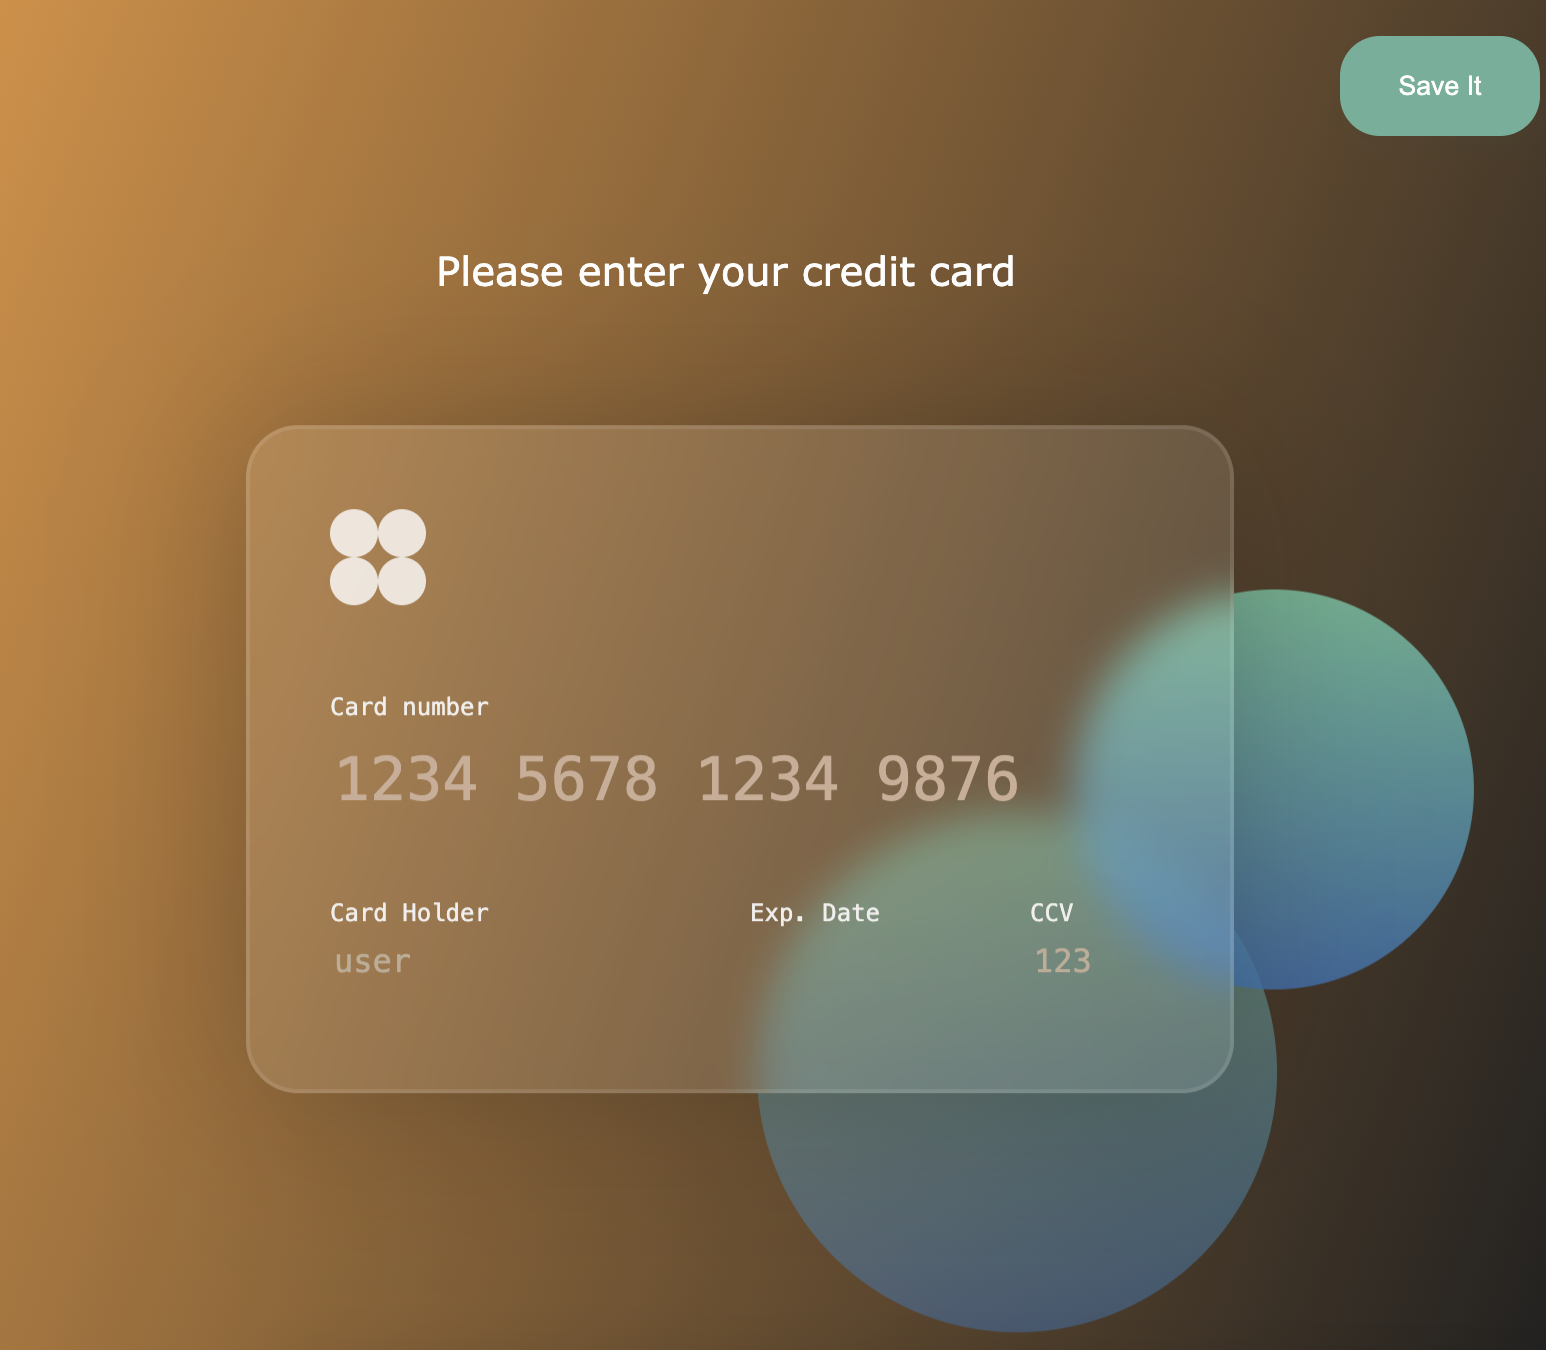 Save It
Please enter your credit card
Card number
1234 5678 1234 9876
Card Holder
Exp. Date
CCV
user
123